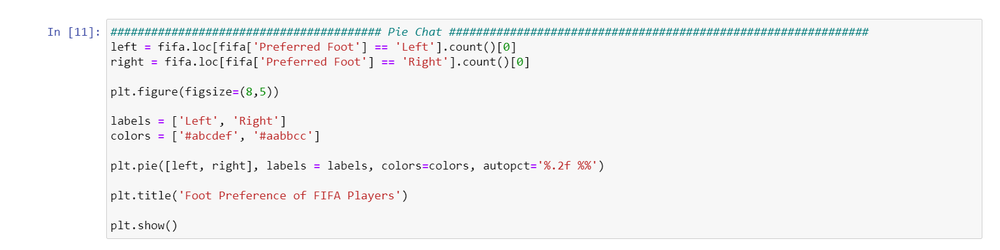 In [11]: ######################################## Pie Chat ##############################################################
left = fifa.loc[fifa['Preferred Foot'] == 'Left'].count()[0]
right = fifa.loc[fifa['Preferred Foot'] == 'Right'].count()[0]
plt.figure(figsize=(8,5))
labels = ['Left', 'Right']
colors = ['#abcdef', '#aabbcc']
plt.pie([left, right], labels = labels, colors=colors, autopct='%.2f %%')
plt.title('Foot Preference of FIFA Players')
plt.show()